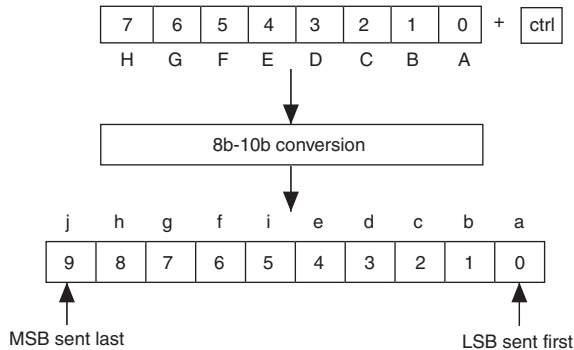 7 6 5 4 3 2 1 0 + ctrl
H G F E D C B A
8b-10b conversion
j h g f i e d c b a
9 8 7 6 5 4 3 2 1 0
MSB sent last LSB sent first